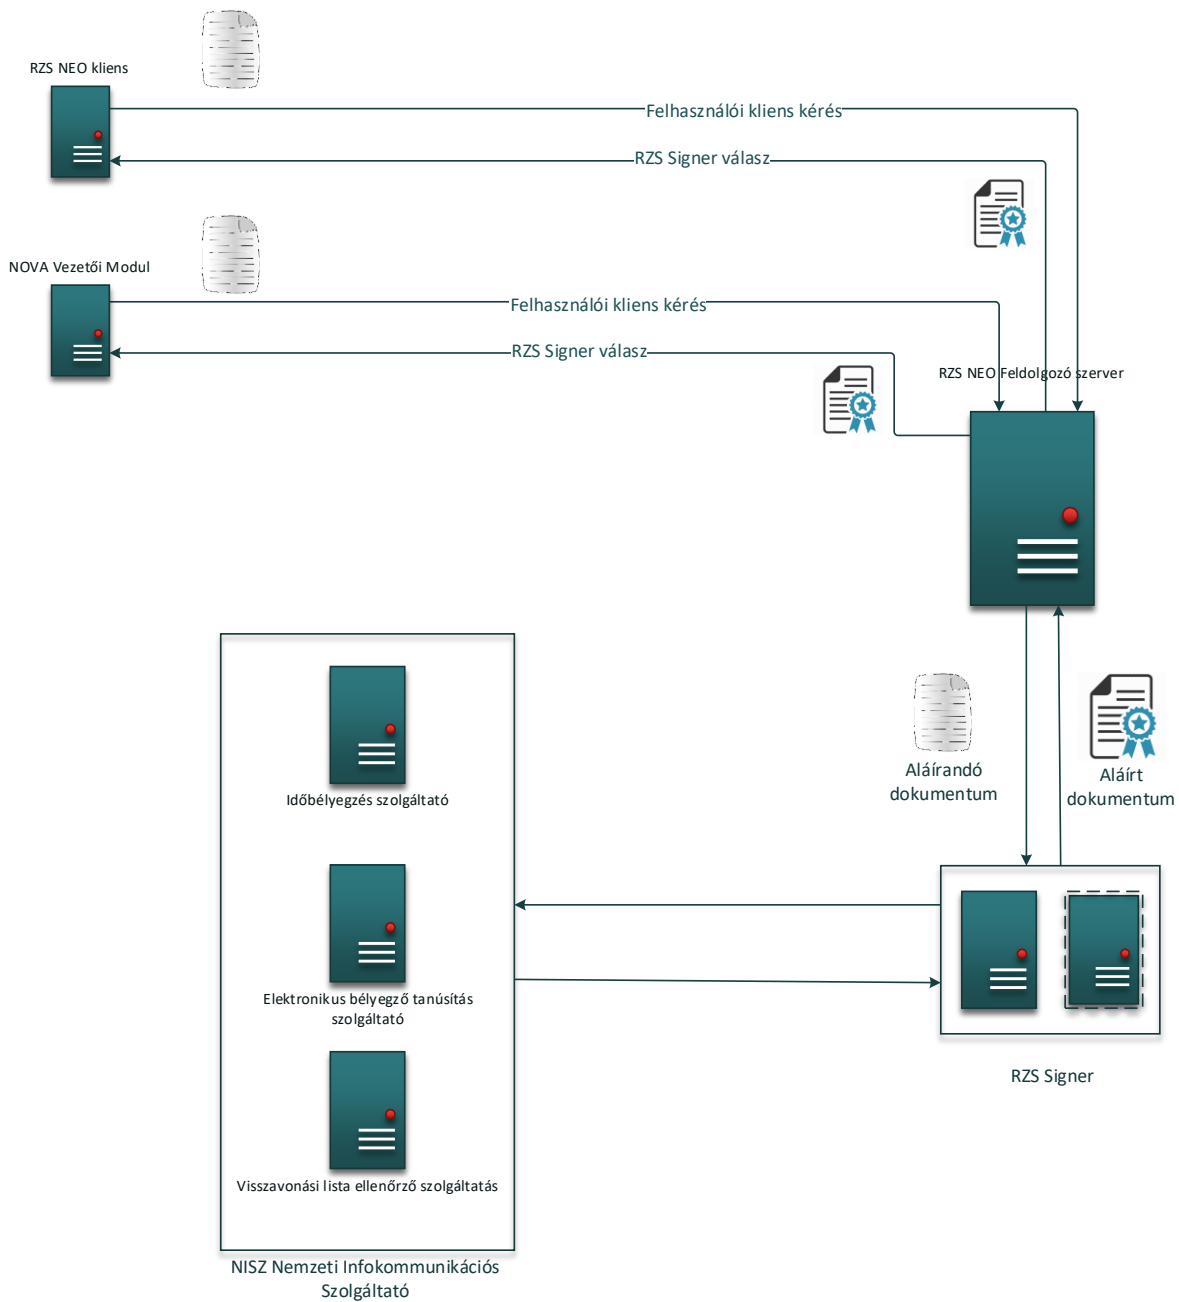 RZS NEO kliens
Felhasználói kliens kérés
RZS Signer válasz
NOVA Vezetői Modul
Felhasználói kliens kérés
RZS Signer válasz
RZS NEO Feldolgozó szerver
Aláírandó
dokumentum
Aláírt
dokumentum
Időbélyegzés szolgáltató
Elektronikus bélyegző tanúsítás
szolgáltató
Visszavonási lista ellenőrző szolgáltatás
RZS Signer
NISZ Nemzeti Infokommunikációs
Szolgáltató